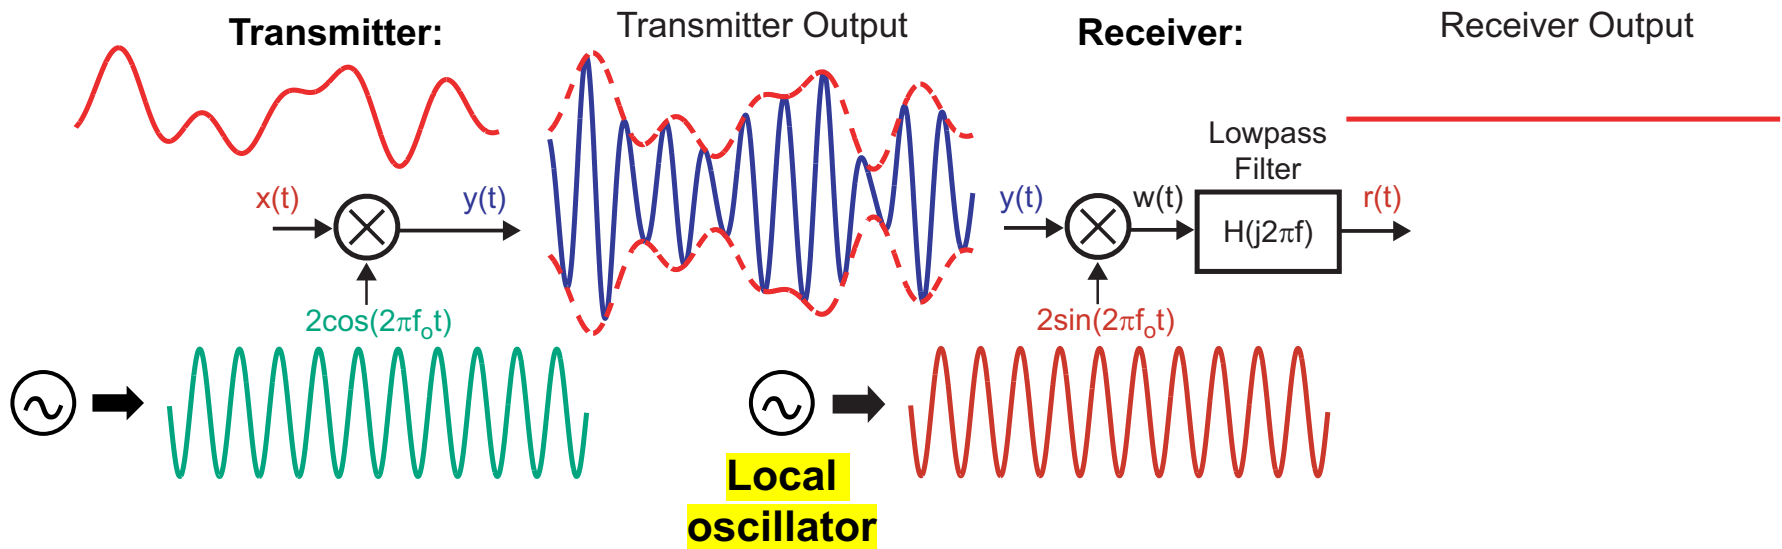 Transmitter:
Transmitter Output
Receiver:
Receiver Output
Lowpass
Filter
x(t)
y(t)
y(t)
w(t)
H(j2πf)
r(t)
2cos(2πfₒt)
2sin(2πfₒt)
Local
oscillator